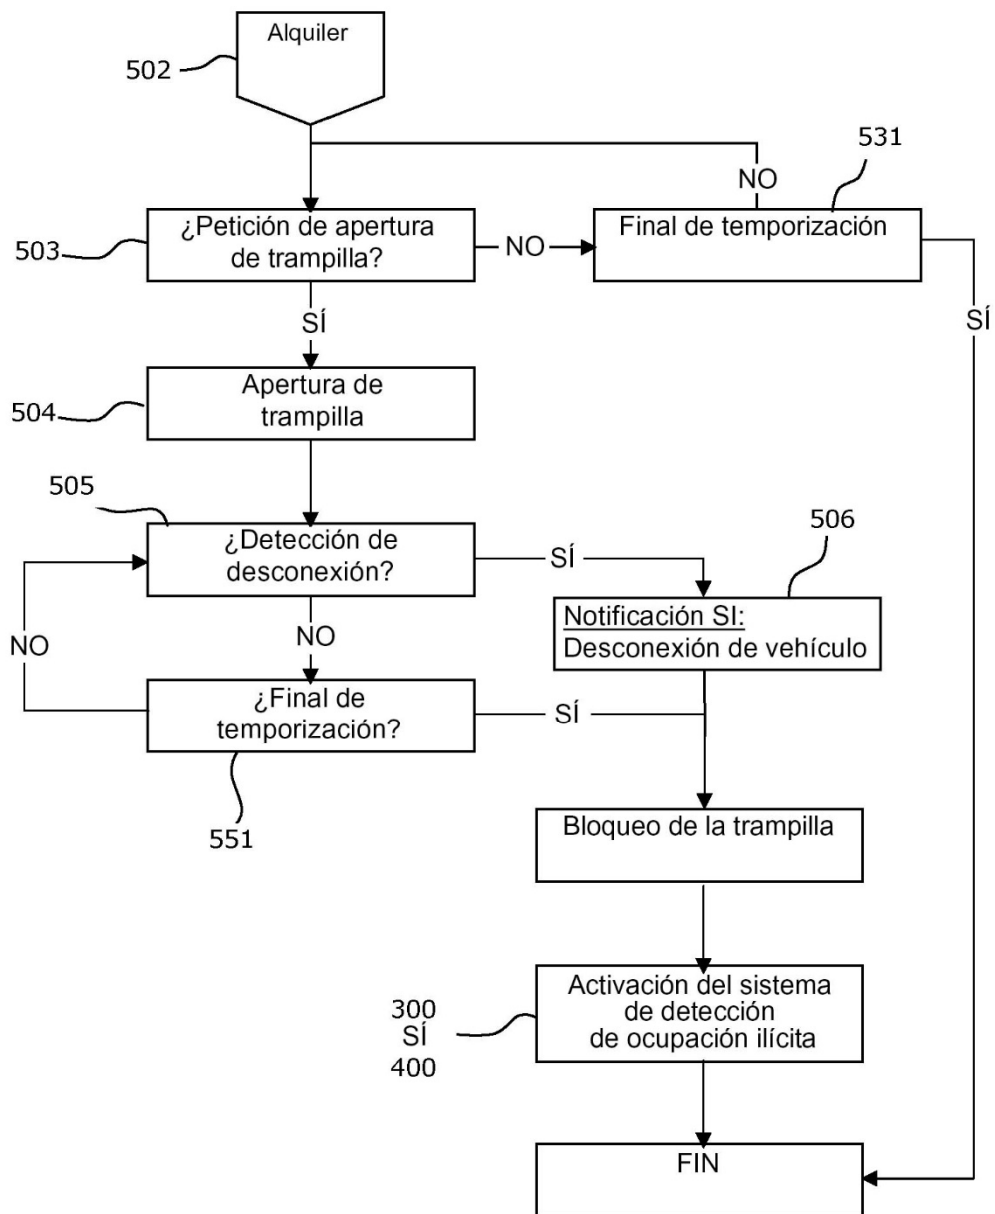 Alquiler
502
531
NO
¿Petición de apertura
de trampilla?
503
NO
Final de temporización
SÍ
SÍ
Apertura de
trampilla
504
505
¿Detección de
desconexión?
SÍ
506
Notificación SI:
Desconexión de vehículo
NO
NO
¿Final de
temporización?
SÍ
551
Bloqueo de la trampilla
Activación del sistema
de detección
de ocupación ilícita
300
SÍ
400
FIN